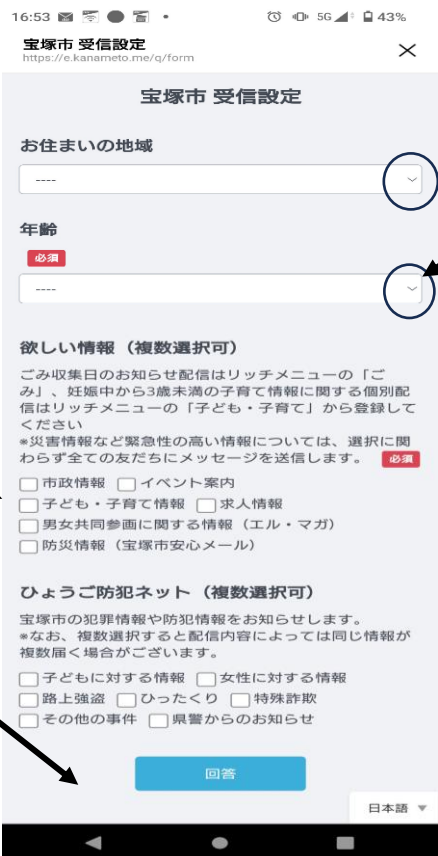 16:53 5G 43%
宝塚市 受信設定
https://e.kanameto.me/q/form
宝塚市 受信設定
お住まいの地域
----
年齢
必須
----
欲しい情報（複数選択可）
ごみ収集日のお知らせ配信はリッチメニューの「ご
み」、妊娠中から3歳未満の子育て情報に関する個別配
信はリッチメニューの「子ども・子育て」から登録して
ください
※災害情報など緊急性の高い情報については、選択に関
わらず全ての友だちにメッセージを送信します。 必須
市政情報 イベント案内
子ども・子育て情報 求人情報
男女共同参画に関する情報（エル・マガ）
防災情報（宝塚市安心メール）
ひょうご防犯ネット（複数選択可）
宝塚市の犯罪情報や防犯情報をお知らせします。
※なお、複数選択すると配信内容によっては同じ情報が
複数届く場合がございます。
子どもに対する情報 女性に対する情報
路上強盗 ひったくり 特殊詐欺
その他の事件 県警からのお知らせ
回答
日本語